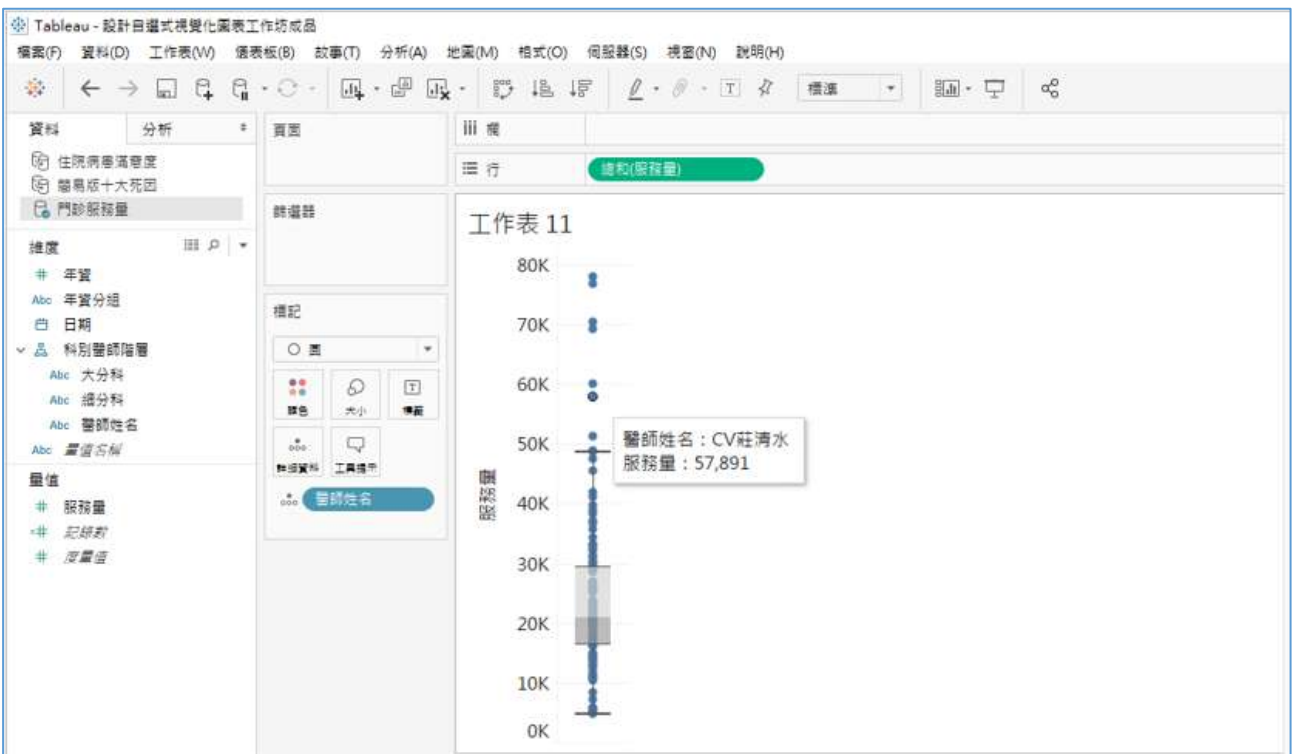 Tableau - 設計自選式視覺化圖表工作坊成品
檔案(F) 資料(D) 工作表(W) 儀表板(B) 故事(T) 分析(A) 地圖(M) 格式(O) 伺服器(S) 視窗(N) 說明(H)
標準
資料 分析
住院病患滿意度
簡易版十大死因
門診服務量
維度
# 年資
Abc 年資分組
日期
科別醫師階層
Abc 大分科
Abc 細分科
Abc 醫師姓名
Abc 量值名稱
量值
# 服務量
=# 記錄數
# 度量值
頁面
篩選器
標記
圓
顏色 大小 標籤
詳細資料 工具提示
醫師姓名
欄
行 總和(服務量)
工作表 11
80K
70K
60K
50K
40K
30K
20K
10K
0K
服務量
醫師姓名：CV莊清水
服務量：57,891